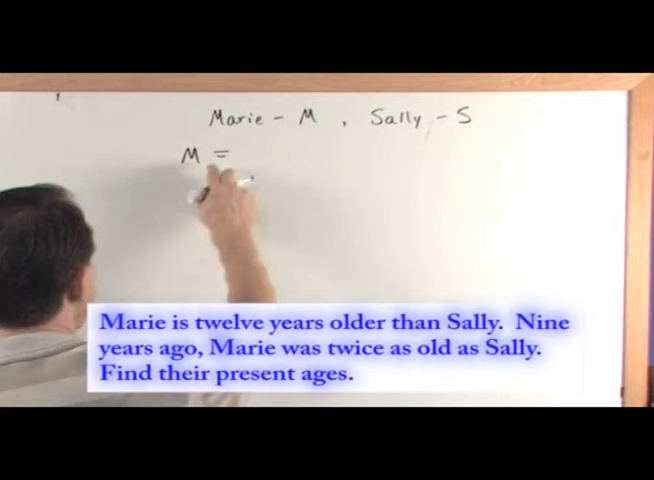 Marie - M , Sally - S
M =
Marie is twelve years older than Sally. Nine
years ago, Marie was twice as old as Sally.
Find their present ages.